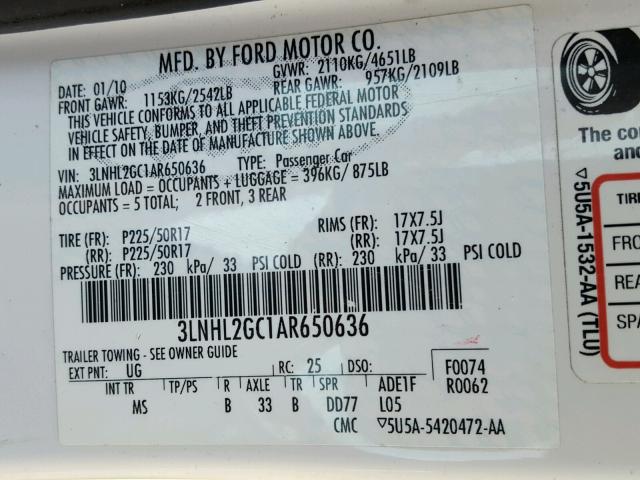 MFD. BY FORD MOTOR CO.
DATE: 01/10 GVWR: 2110KG/4651LB
FRONT GAWR: 1153KG/2542LB REAR GAWR: 957KG/2109LB
THIS VEHICLE CONFORMS TO ALL APPLICABLE FEDERAL MOTOR
VEHICLE SAFETY, BUMPER, AND THEFT PREVENTION STANDARDS
IN EFFECT ON THE DATE OF MANUFACTURE SHOWN ABOVE.
VIN: 3LNHL2GC1AR650636 TYPE: Passenger Car
MAXIMUM LOAD = OCCUPANTS + LUGGAGE = 396KG/ 875LB
OCCUPANTS = 5 TOTAL; 2 FRONT, 3 REAR
TIRE (FR): P225/50R17 RIMS (FR): 17X7.5J
(RR): P225/50R17 (RR): 17X7.5J
PRESSURE (FR): 230 kPa/ 33 PSI COLD (RR): 230 kPa/ 33 PSI COLD
3LNHL2GC1AR650636
TRAILER TOWING - SEE OWNER GUIDE
EXT PNT: UG RC: 25 DSO: F0074
R0062
INT TR TP/PS R AXLE TR SPR ADE1F
MS B 33 B DD77 L05
CMC ▽5U5A-5420472-AA
The co
and
▽5U5A-1532-AA (TLU)
TIRE
FRO
REA
SPA